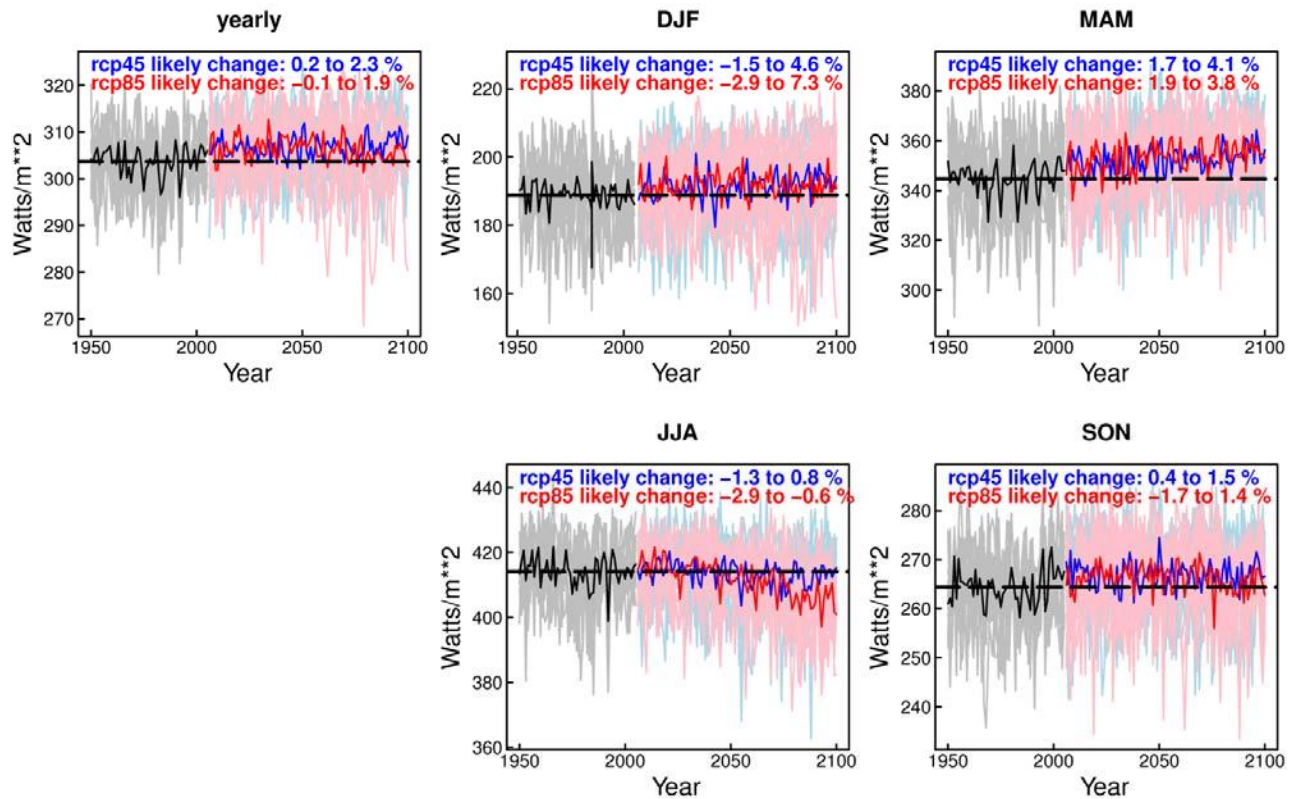 yearly
rcp45 likely change: 0.2 to 2.3 %
rcp85 likely change: −0.1 to 1.9 %
Watts/m**2
320
310
300
290
280
270
1950
2000
2050
2100
Year
DJF
rcp45 likely change: −1.5 to 4.6 %
rcp85 likely change: −2.9 to 7.3 %
Watts/m**2
220
200
180
160
1950
2000
2050
2100
Year
MAM
rcp45 likely change: 1.7 to 4.1 %
rcp85 likely change: 1.9 to 3.8 %
Watts/m**2
380
360
340
320
300
1950
2000
2050
2100
Year
JJA
rcp45 likely change: −1.3 to 0.8 %
rcp85 likely change: −2.9 to −0.6 %
Watts/m**2
440
420
400
380
360
1950
2000
2050
2100
Year
SON
rcp45 likely change: 0.4 to 1.5 %
rcp85 likely change: −1.7 to 1.4 %
Watts/m**2
280
270
260
250
240
1950
2000
2050
2100
Year